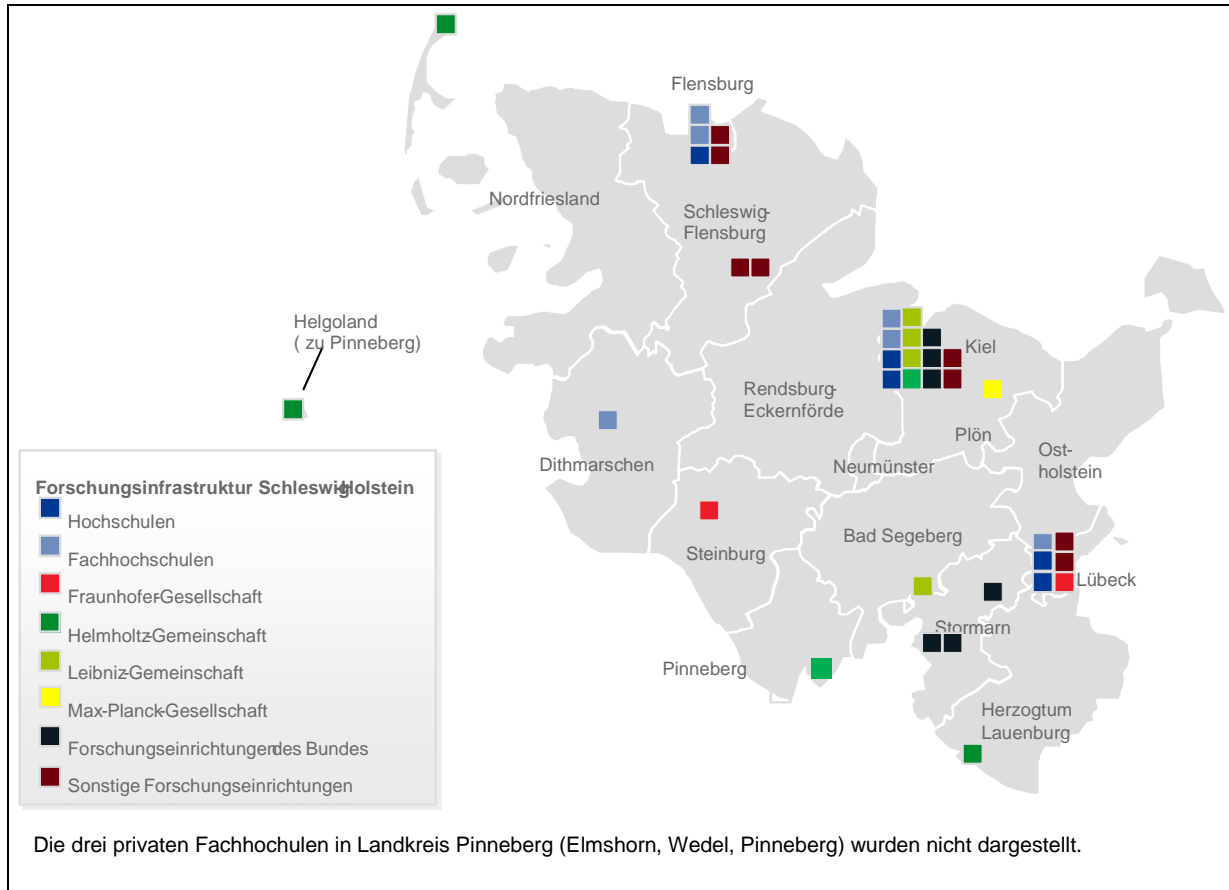 Flensburg
Nordfriesland
Schleswig-
Flensburg
Helgoland
( zu Pinneberg)
Kiel
Rendsburg-
Eckernförde
Plön
Ost-
holstein
Dithmarschen
Neumünster
Steinburg
Bad Segeberg
Lübeck
Stormarn
Pinneberg
Herzogtum
Lauenburg
Forschungsinfrastruktur Schleswig-Holstein
Hochschulen
Fachhochschulen
Fraunhofer-Gesellschaft
Helmholtz-Gemeinschaft
Leibniz-Gemeinschaft
Max-Planck-Gesellschaft
Forschungseinrichtungen des Bundes
Sonstige Forschungseinrichtungen
Die drei privaten Fachhochulen in Landkreis Pinneberg (Elmshorn, Wedel, Pinneberg) wurden nicht dargestellt.